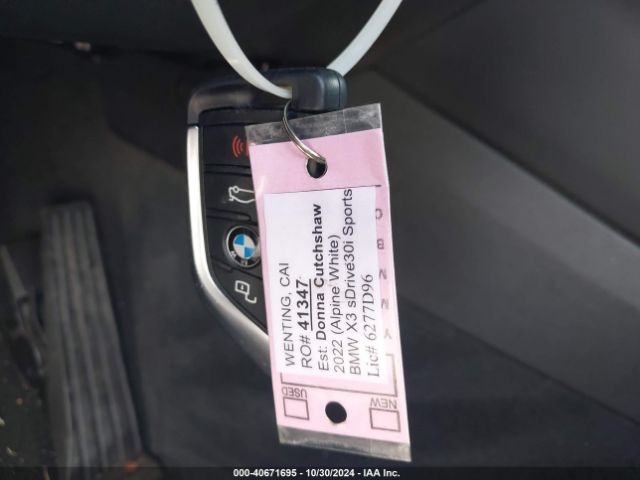 WENTING, CAI
RO# 41347
Est: Donna Cutchshaw
2022 (Alpine White)
BMW X3 sDrive30i Sports
Lic# 6277D96
USED
NEW
000-40671695 - 10/30/2024 - IAA Inc.